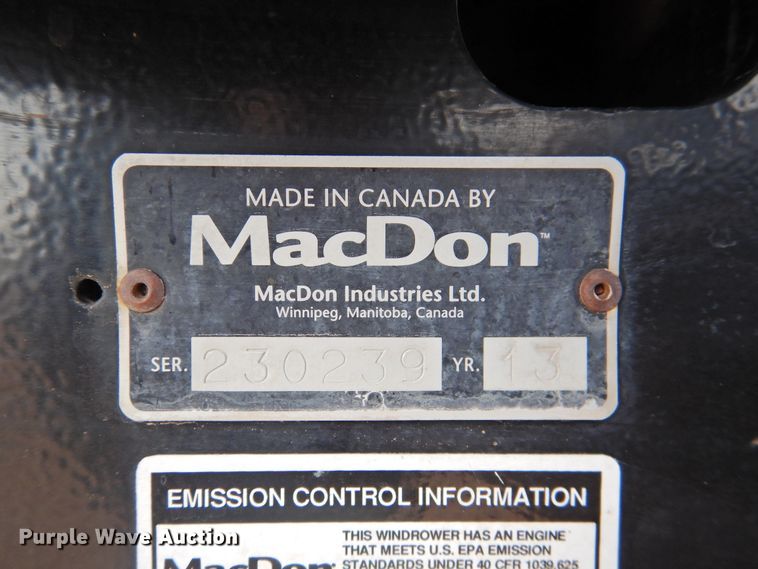 MADE IN CANADA BY
MacDon™
MacDon Industries Ltd.
Winnipeg, Manitoba, Canada
SER. 230239 YR. 13
EMISSION CONTROL INFORMATION
THIS WINDROWER HAS AN ENGINE
THAT MEETS U.S. EPA EMISSION
MacDon STANDARDS UNDER 40 CFR 1039.625
Purple Wave Auction